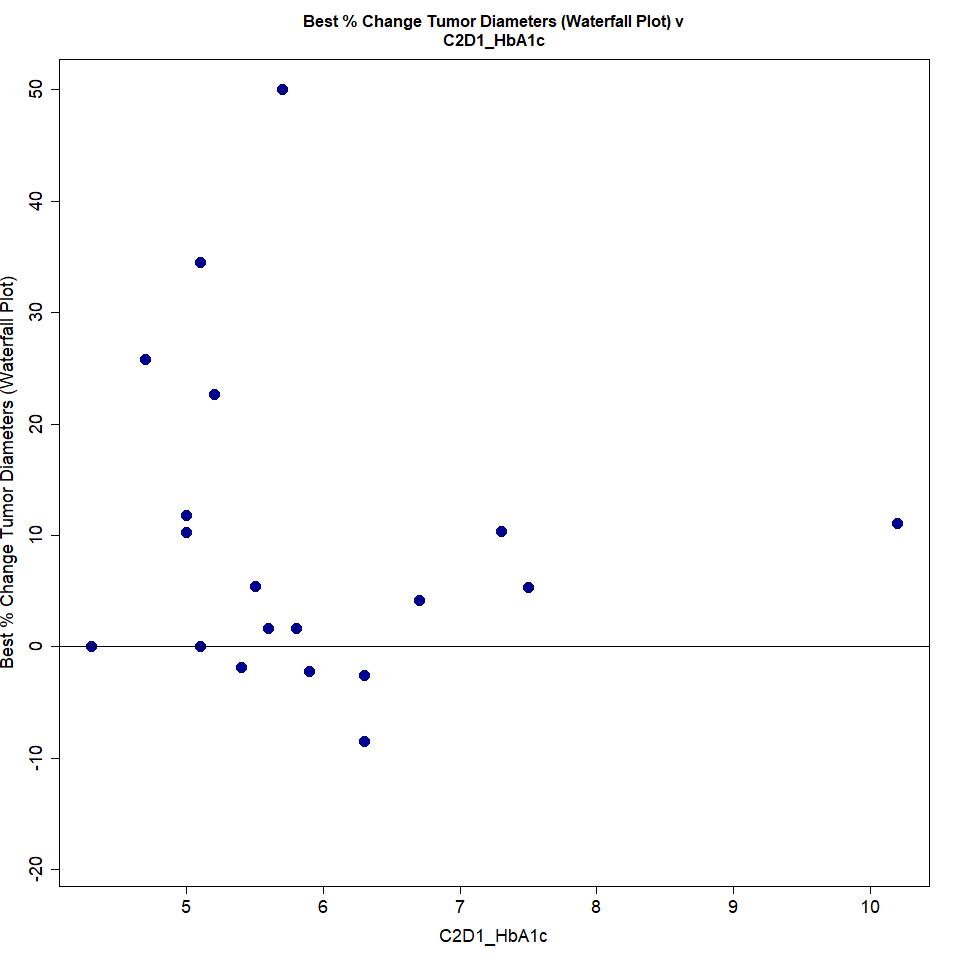 Best % Change Tumor Diameters (Waterfall Plot) v
C2D1_HbA1c
50
40
30
20
10
0
-10
-20
Best % Change Tumor Diameters (Waterfall Plot)
5 6 7 8 9 10
C2D1_HbA1c